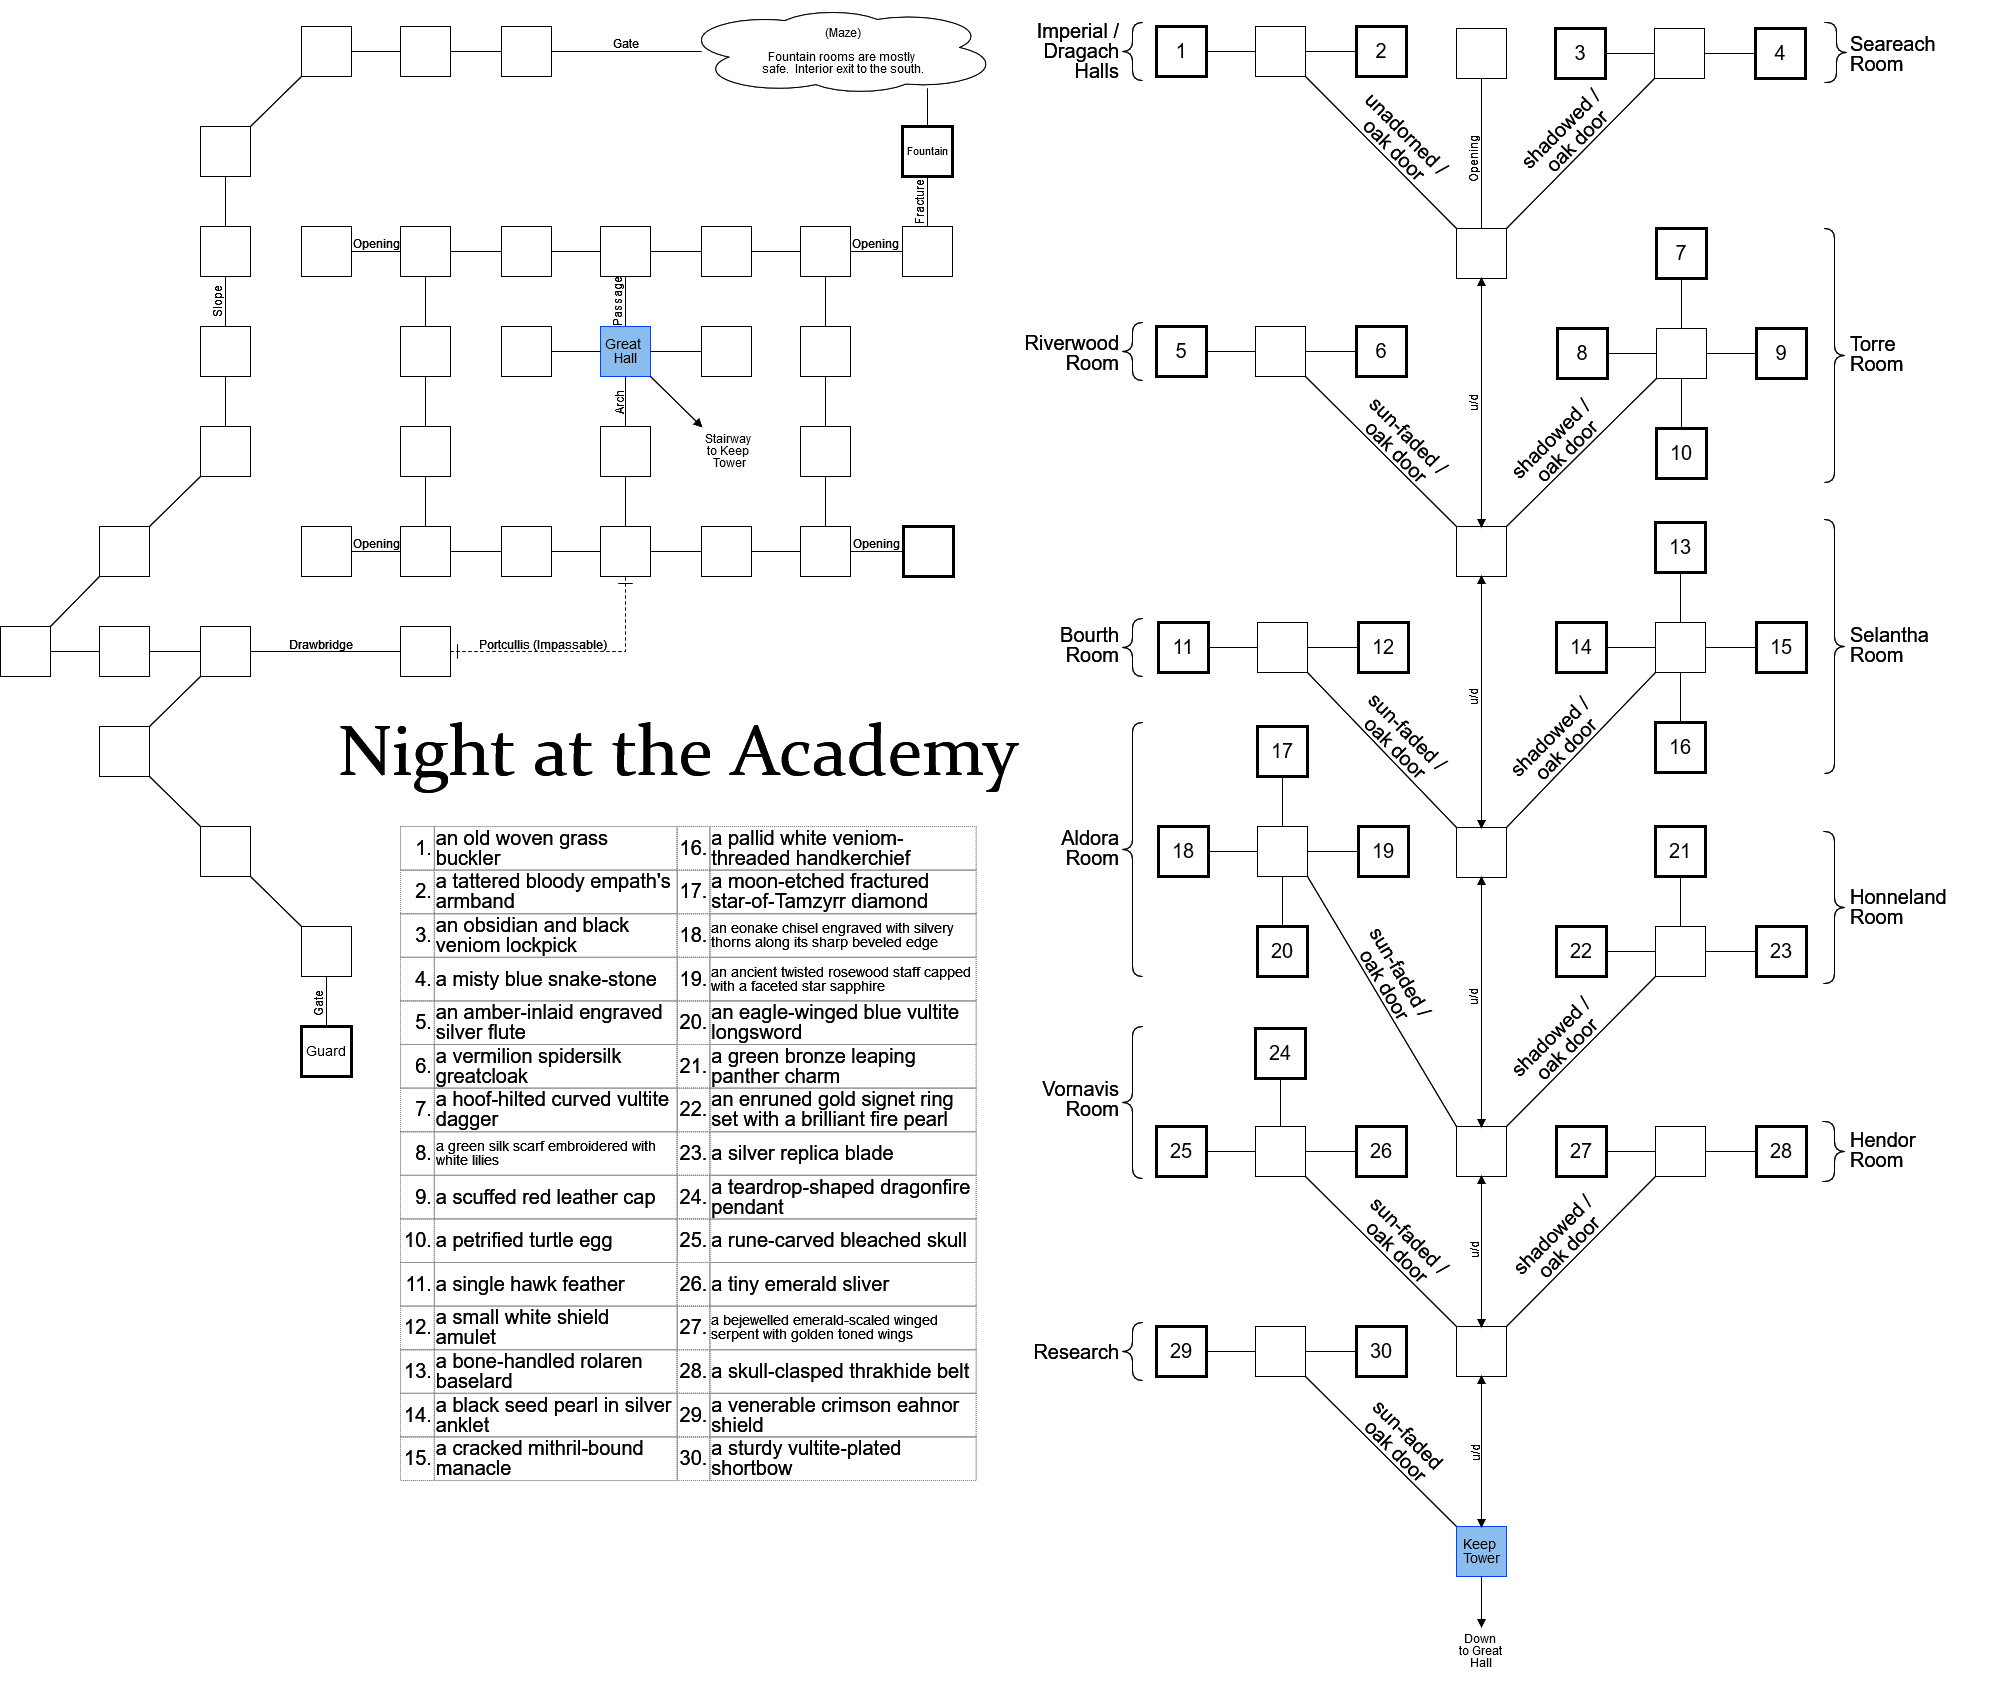 Gate
(Maze)
Fountain rooms are mostly
safe.  Interior exit to the south.
Fountain
Fracture
Opening
Opening
Slope
Passage
Great
Hall
Arch
Stairway
to Keep
Tower
Opening
Opening
Drawbridge
Portcullis (Impassable)
Gate
Guard
Night at the Academy
1. an old woven grass
buckler
2. a tattered bloody empath's
armband
3. an obsidian and black
veniom lockpick
4. a misty blue snake-stone
5. an amber-inlaid engraved
silver flute
6. a vermilion spidersilk
greatcloak
7. a hoof-hilted curved vultite
dagger
8. a green silk scarf embroidered with
white lilies
9. a scuffed red leather cap
10. a petrified turtle egg
11. a single hawk feather
12. a small white shield
amulet
13. a bone-handled rolaren
baselard
14. a black seed pearl in silver
anklet
15. a cracked mithril-bound
manacle
16. a pallid white veniom-
threaded handkerchief
17. a moon-etched fractured
star-of-Tamzyrr diamond
18. an eonake chisel engraved with silvery
thorns along its sharp beveled edge
19. an ancient twisted rosewood staff capped
with a faceted star sapphire
20. an eagle-winged blue vultite
longsword
21. a green bronze leaping
panther charm
22. an enruned gold signet ring
set with a brilliant fire pearl
23. a silver replica blade
24. a teardrop-shaped dragonfire
pendant
25. a rune-carved bleached skull
26. a tiny emerald sliver
27. a bejewelled emerald-scaled winged
serpent with golden toned wings
28. a skull-clasped thrakhide belt
29. a venerable crimson eahnor
shield
30. a sturdy vultite-plated
shortbow
Imperial /
Dragach
Halls
1
2
3
4
Seareach
Room
unadorned /
oak door
Opening
shadowed /
oak door
7
Riverwood
Room
5
6
8
9
10
Torre
Room
sun-faded /
oak door
u/d
shadowed /
oak door
13
Bourth
Room
11
12
14
15
16
Selantha
Room
sun-faded /
oak door
u/d
shadowed /
oak door
Aldora
Room
17
18
19
20
21
22
23
Honneland
Room
sun-faded /
oak door
u/d
shadowed /
oak door
Vornavis
Room
24
25
26
27
28
Hendor
Room
sun-faded /
oak door
u/d
shadowed /
oak door
Research
29
30
sun-faded
oak door
u/d
Keep
Tower
Down
to Great
Hall